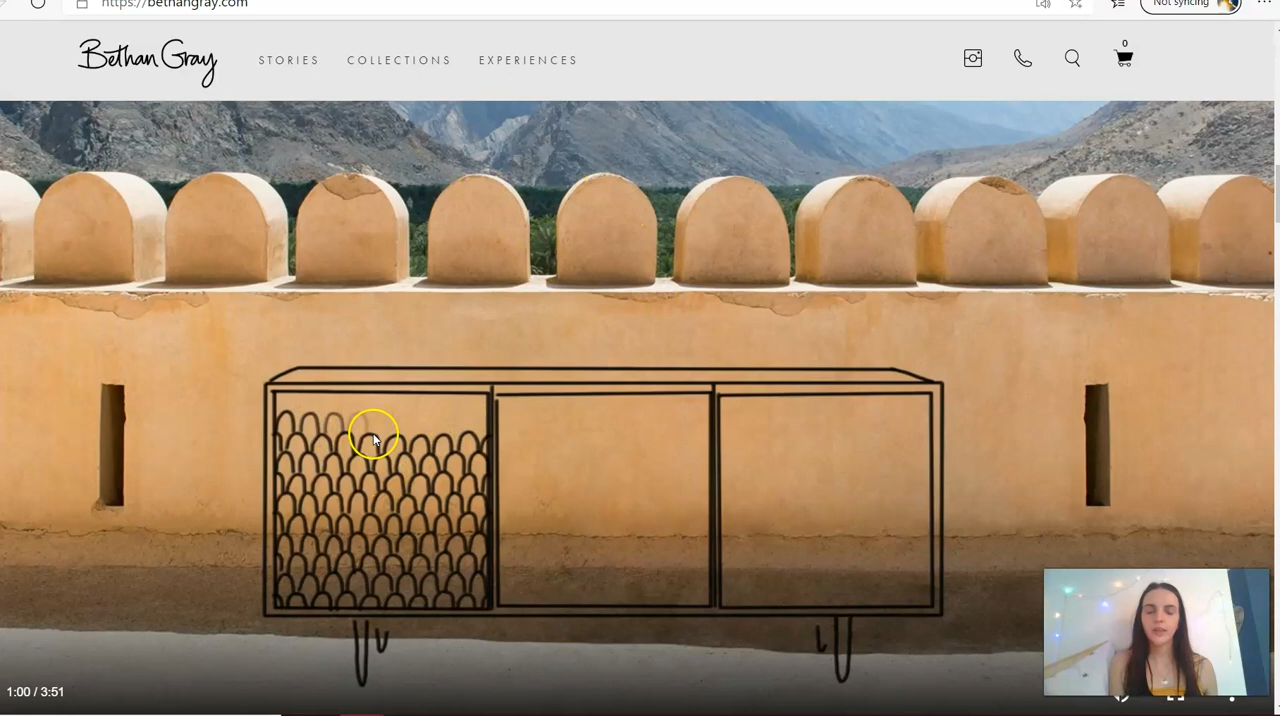 https://bethangray.com
Not syncing
Bethan Gray
STORIES
COLLECTIONS
EXPERIENCES
0
1:00 / 3:51